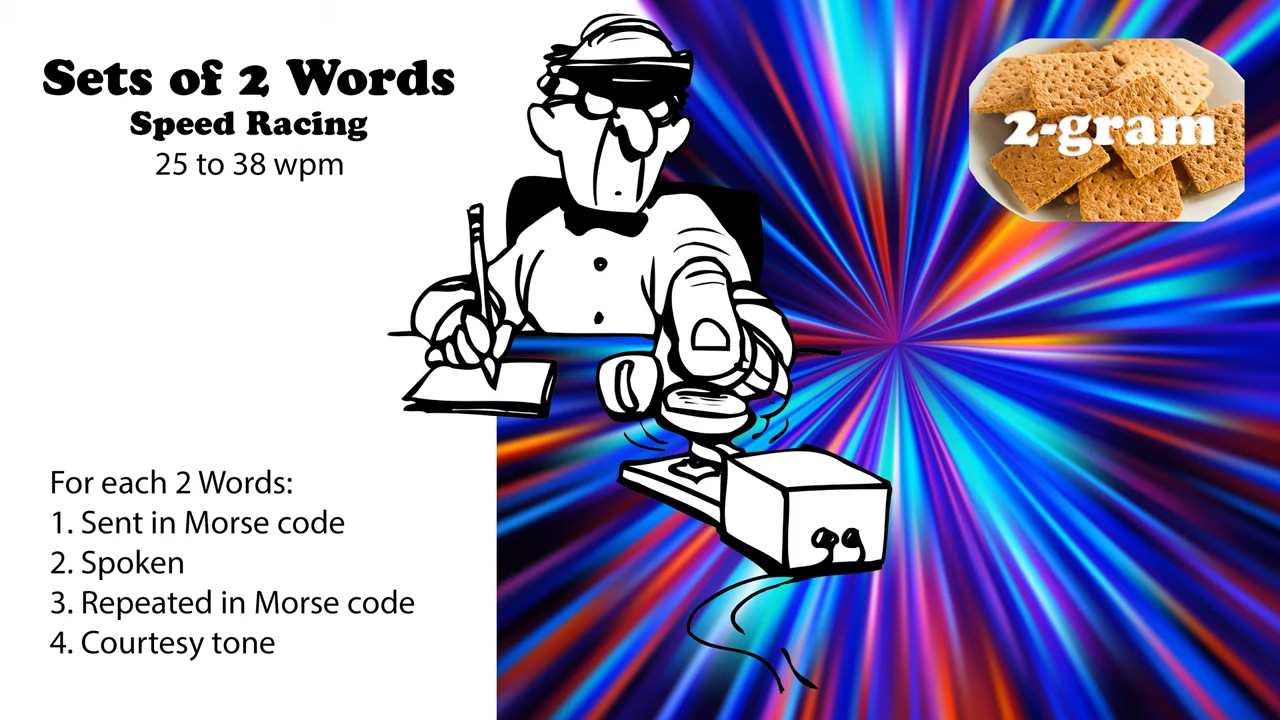 Sets of 2 Words
Speed Racing
25 to 38 wpm
2-gram
For each 2 Words:
1. Sent in Morse code
2. Spoken
3. Repeated in Morse code
4. Courtesy tone